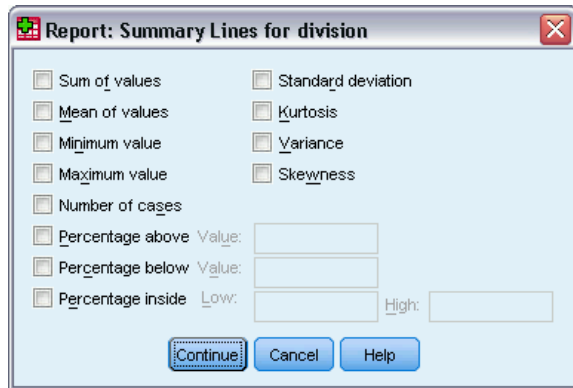 Report: Summary Lines for division
Sum of values Standard deviation
Mean of values Kurtosis
Minimum value Variance
Maximum value Skewness
Number of cases
Percentage above Value:
Percentage below Value:
Percentage inside Low: High:
Continue Cancel Help